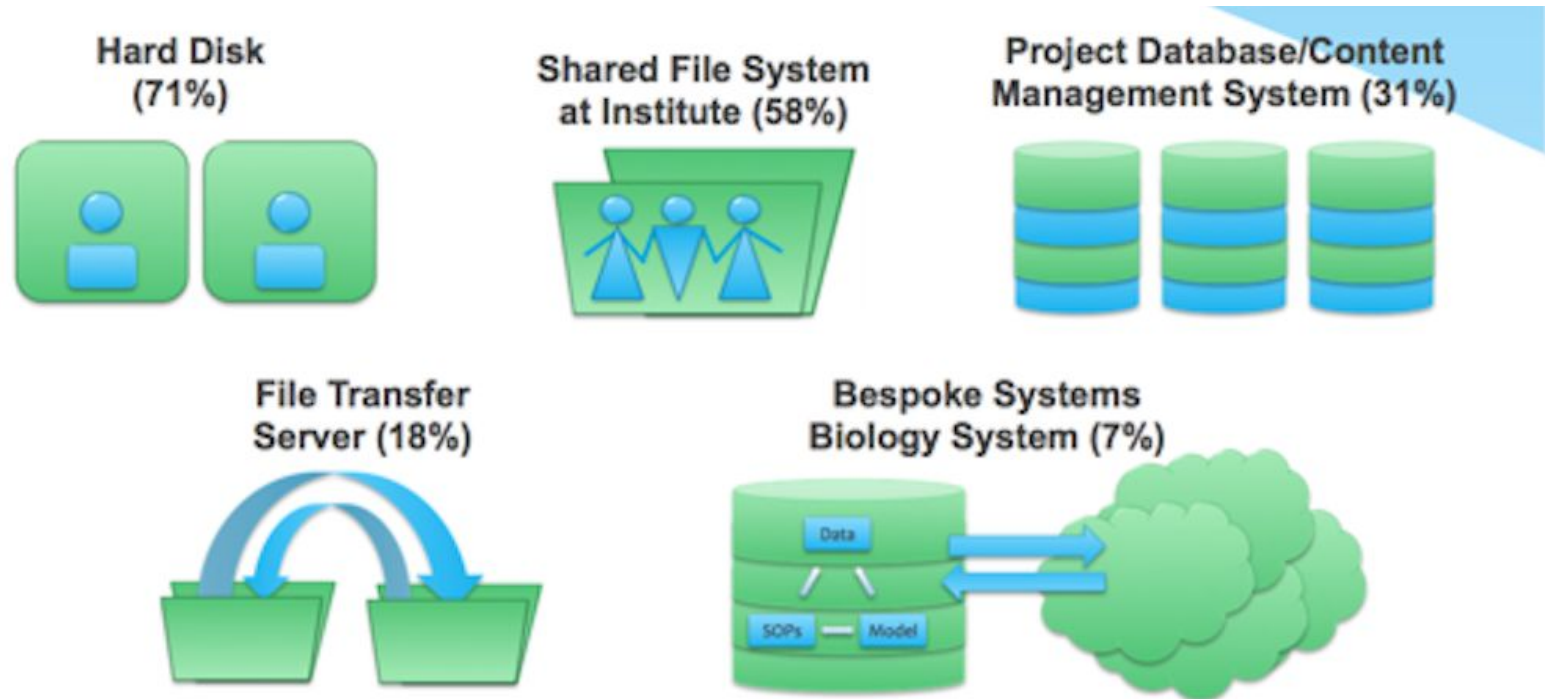 Hard Disk
(71%)
Shared File System
at Institute (58%)
Project Database/Content
Management System (31%)
File Transfer
Server (18%)
Bespoke Systems
Biology System (7%)
Data
SOPs
Model